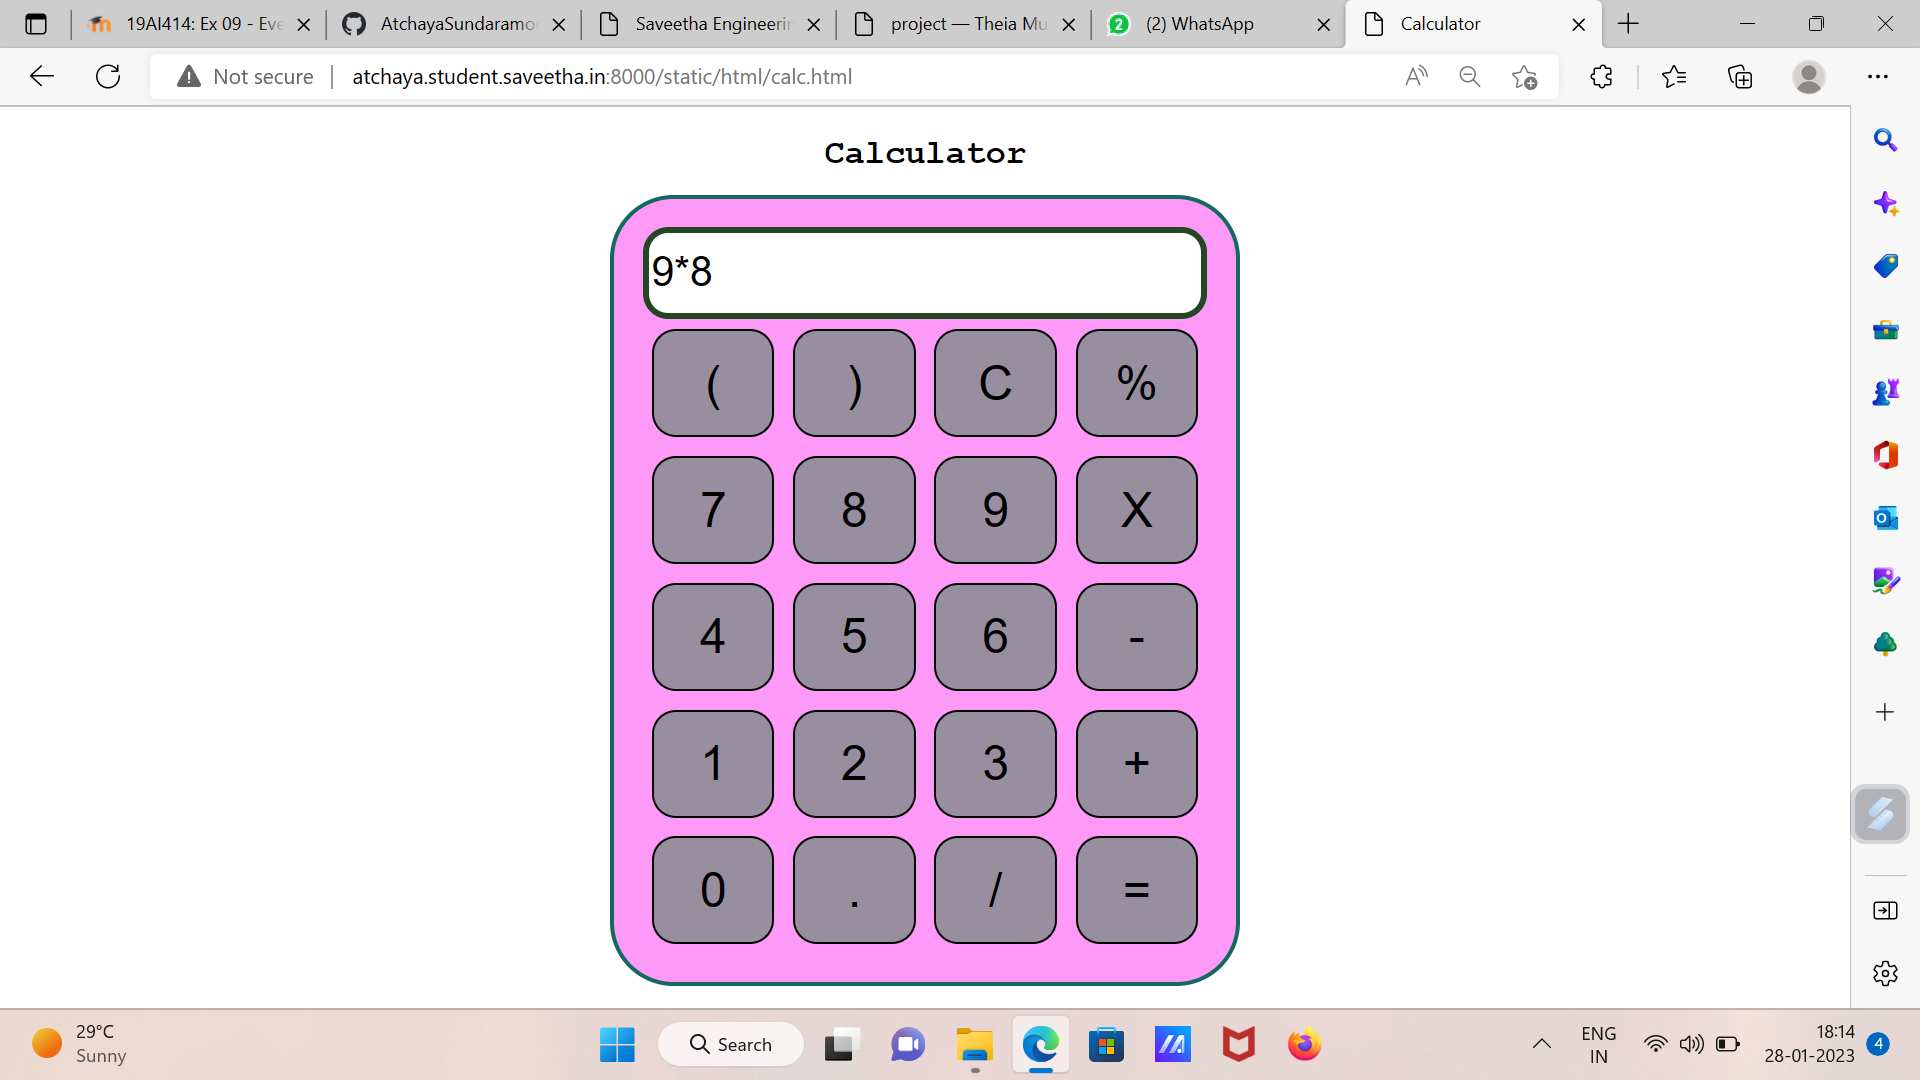 19AI414: Ex 09 - Eve
AtchayaSundaramo
Saveetha Engineerin
project — Theia Mu
2
(2) WhatsApp
Calculator
Not secure
atchaya.student.saveetha.in:8000/static/html/calc.html
Calculator
9*8
( ) C %
7 8 9 X
4 5 6 -
1 2 3 +
0 . / =
29°C
Sunny
Search
ENG
IN
18:14
28-01-2023
4